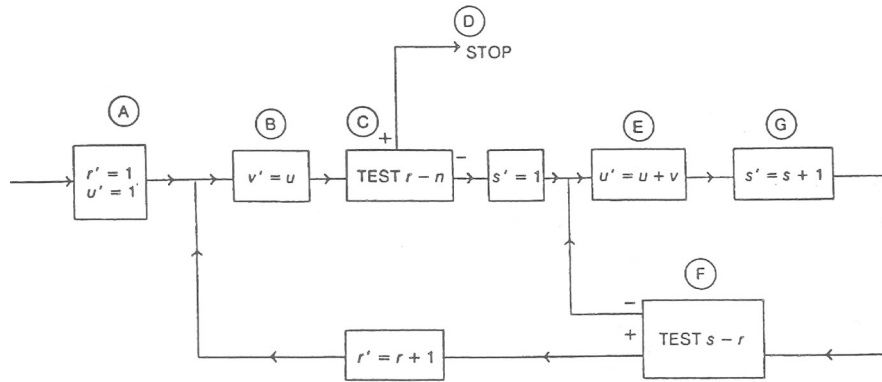 D
STOP
A
B
C
E
G
+
r′ = 1
u′ = 1
v′ = u
TEST r − n
−
s′ = 1
u′ = u + v
s′ = s + 1
F
−
+
TEST s − r
r′ = r + 1